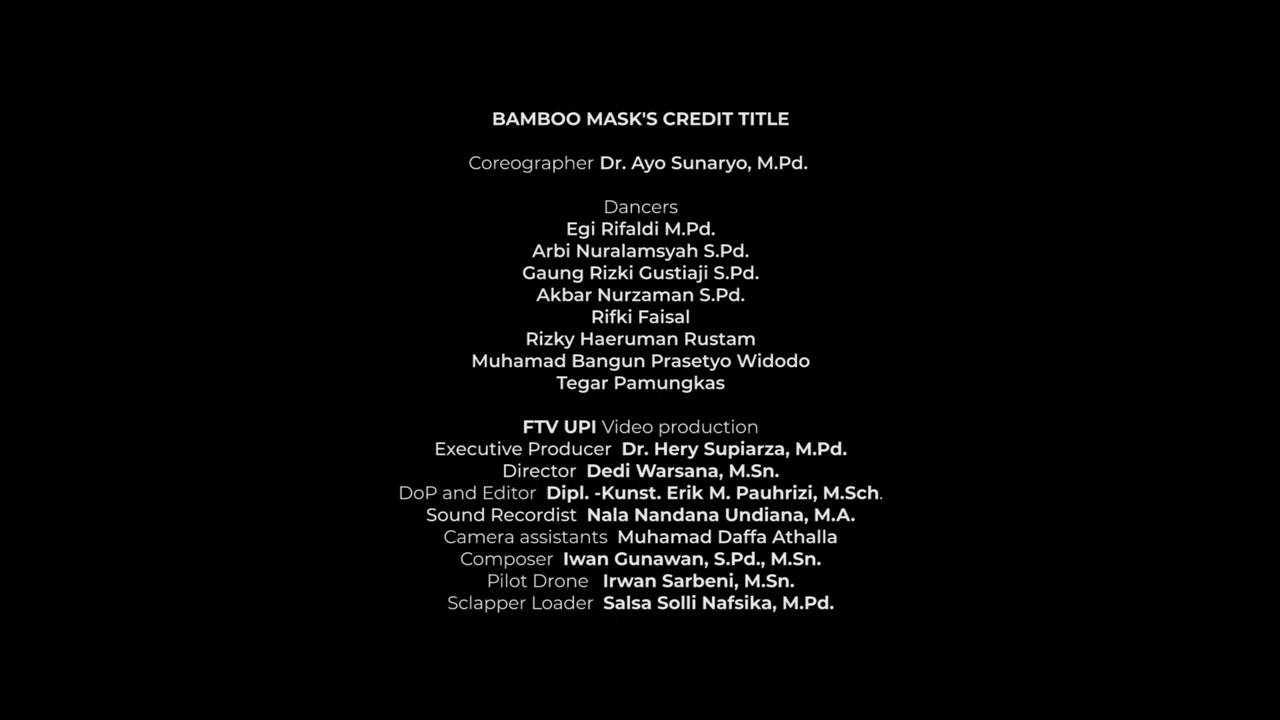 BAMBOO MASK'S CREDIT TITLE
Coreographer Dr. Ayo Sunaryo, M.Pd.
Dancers
Egi Rifaldi M.Pd.
Arbi Nuralamsyah S.Pd.
Gaung Rizki Gustiaji S.Pd.
Akbar Nurzaman S.Pd.
Rifki Faisal
Rizky Haeruman Rustam
Muhamad Bangun Prasetyo Widodo
Tegar Pamungkas
FTV UPI Video production
Executive Producer Dr. Hery Supiarza, M.Pd.
Director Dedi Warsana, M.Sn.
DoP and Editor Dipl. -Kunst. Erik M. Pauhrizi, M.Sch.
Sound Recordist Nala Nandana Undiana, M.A.
Camera assistants Muhamad Daffa Athalla
Composer Iwan Gunawan, S.Pd., M.Sn.
Pilot Drone Irwan Sarbeni, M.Sn.
Sclapper Loader Salsa Solli Nafsika, M.Pd.